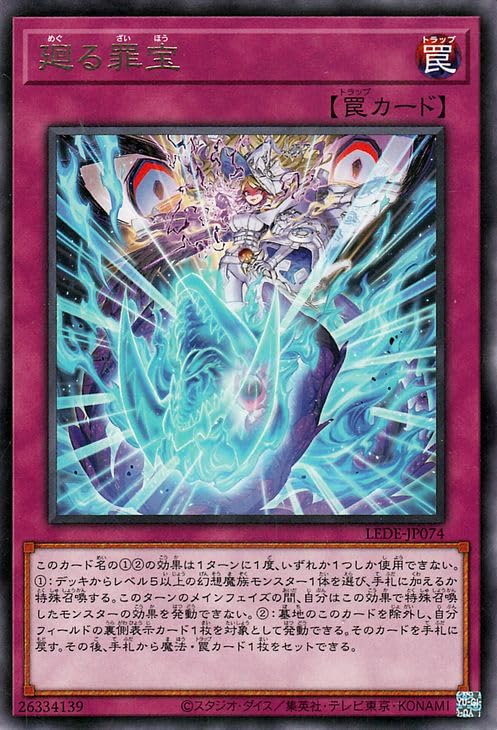 廻る罪宝
罠
【罠カード】
LEDE-JP074
このカード名の①②の効果は1ターンに1度、いずれか1つしか使用できない。
①：デッキからレベル5以上の幻想魔族モンスター1体を選び、手札に加えるか
特殊召喚する。このターンのメインフェイズの間、自分はこの効果で特殊召喚
したモンスターの効果を発動できない。②：墓地のこのカードを除外し、自分
フィールドの裏側表示カード1枚を対象として発動できる。そのカードを手札に
戻す。その後、手札から魔法・罠カード1枚をセットできる。
26334139
©スタジオ・ダイス／集英社・テレビ東京・KONAMI